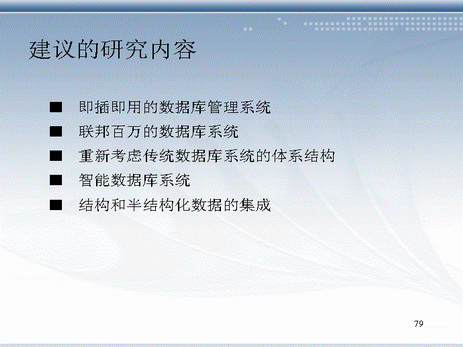 建议的研究内容
即插即用的数据库管理系统
联邦百万的数据库系统
重新考虑传统数据库系统的体系结构
智能数据库系统
结构和半结构化数据的集成
79